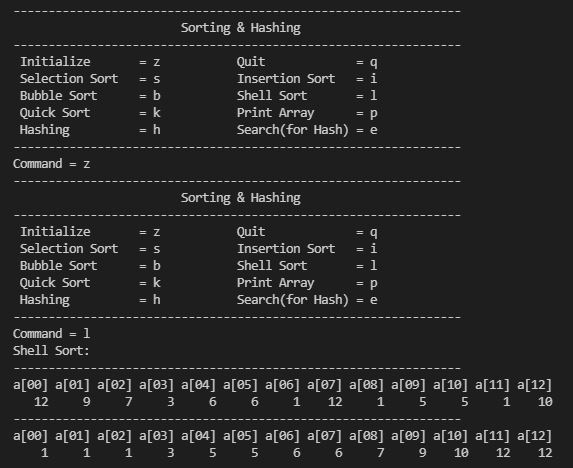 ----------------------------------------------------------------
                        Sorting & Hashing
----------------------------------------------------------------
 Initialize       = z           Quit             = q
 Selection Sort   = s           Insertion Sort   = i
 Bubble Sort      = b           Shell Sort       = l
 Quick Sort       = k           Print Array      = p
 Hashing          = h           Search(for Hash) = e
----------------------------------------------------------------
Command = z
----------------------------------------------------------------
                        Sorting & Hashing
----------------------------------------------------------------
 Initialize       = z           Quit             = q
 Selection Sort   = s           Insertion Sort   = i
 Bubble Sort      = b           Shell Sort       = l
 Quick Sort       = k           Print Array      = p
 Hashing          = h           Search(for Hash) = e
----------------------------------------------------------------
Command = l
Shell Sort:
----------------------------------------------------------------
a[00] a[01] a[02] a[03] a[04] a[05] a[06] a[07] a[08] a[09] a[10] a[11] a[12]
   12     9     7     3     6     6     1    12     1     5     5     1    10
----------------------------------------------------------------
a[00] a[01] a[02] a[03] a[04] a[05] a[06] a[07] a[08] a[09] a[10] a[11] a[12]
    1     1     1     3     5     5     6     6     7     9    10    12    12